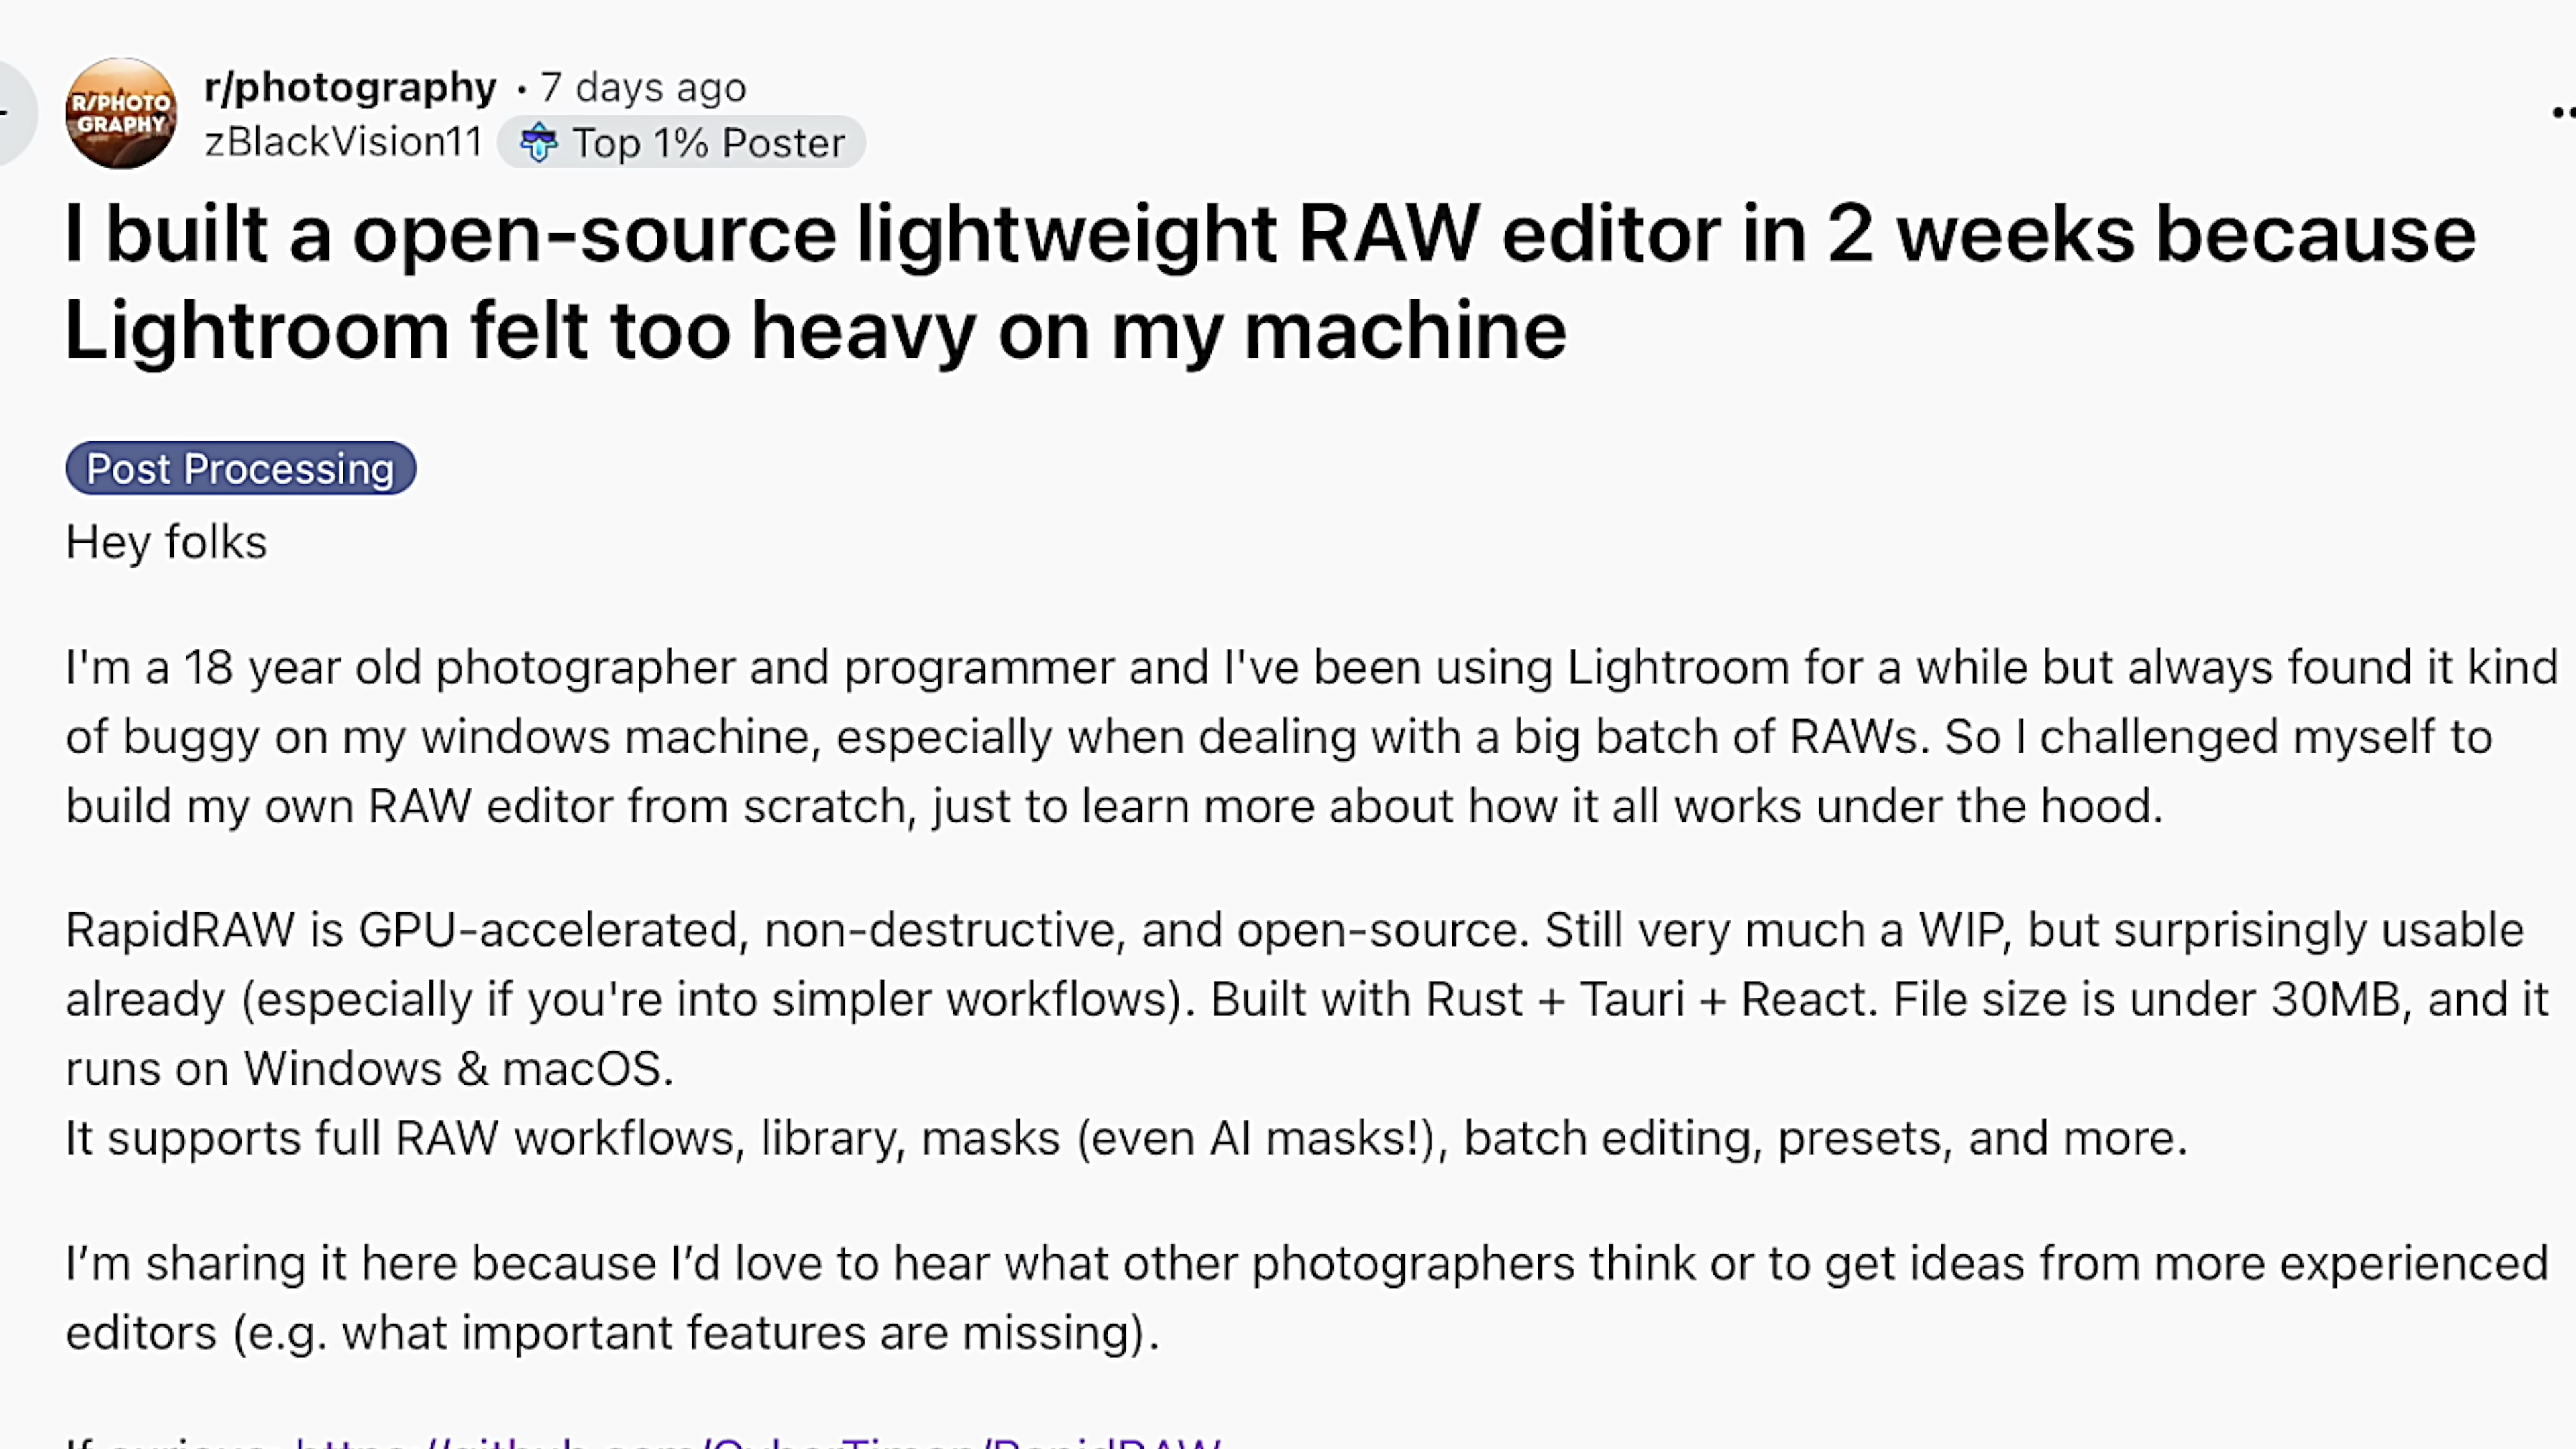 r/photography • 7 days ago
R/PHOTO
GRAPHY
zBlackVision11 Top 1% Poster
I built a open-source lightweight RAW editor in 2 weeks because
Lightroom felt too heavy on my machine
Post Processing
Hey folks
I'm a 18 year old photographer and programmer and I've been using Lightroom for a while but always found it kind
of buggy on my windows machine, especially when dealing with a big batch of RAWs. So I challenged myself to
build my own RAW editor from scratch, just to learn more about how it all works under the hood.
RapidRAW is GPU-accelerated, non-destructive, and open-source. Still very much a WIP, but surprisingly usable
already (especially if you're into simpler workflows). Built with Rust + Tauri + React. File size is under 30MB, and it
runs on Windows & macOS.
It supports full RAW workflows, library, masks (even AI masks!), batch editing, presets, and more.
I’m sharing it here because I’d love to hear what other photographers think or to get ideas from more experienced
editors (e.g. what important features are missing).
If curious, https://github.com/CyberTimon/RapidRAW